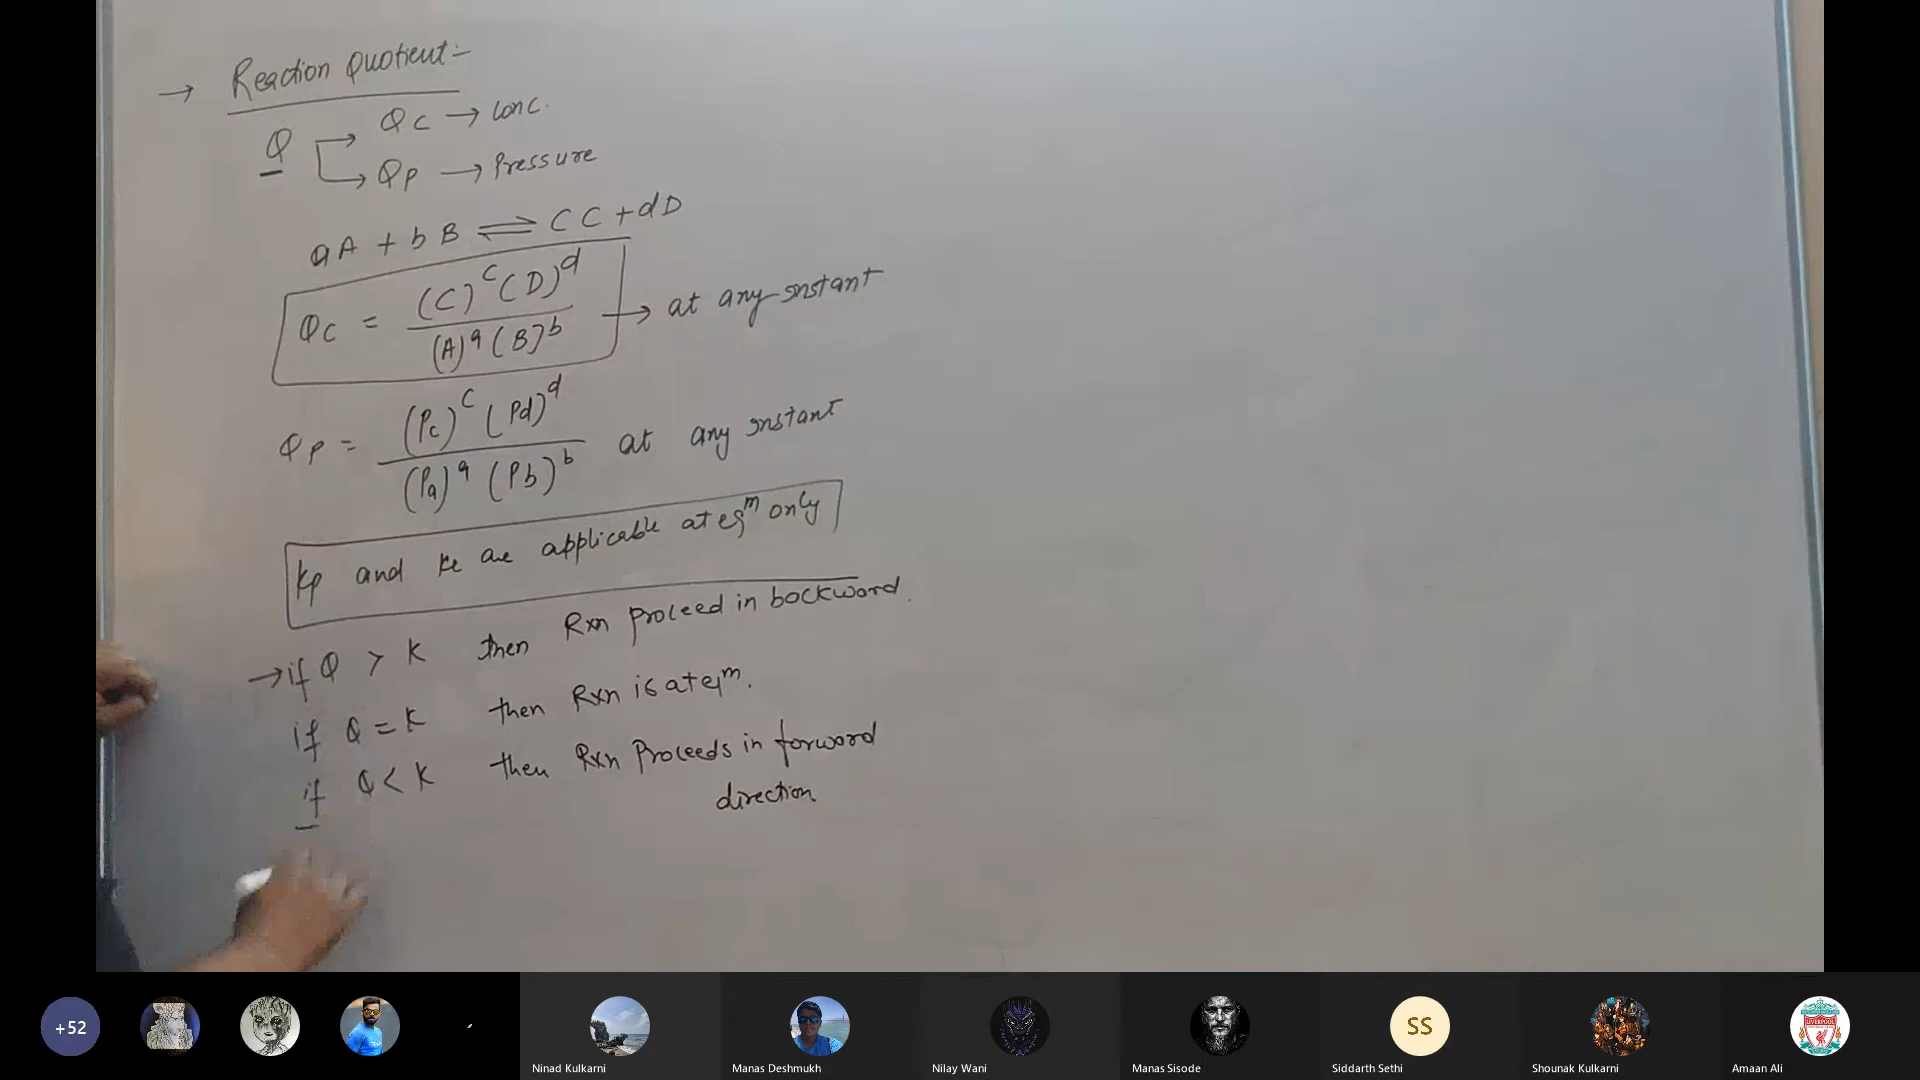 → Reaction Quotient:-
Q → Qc → conc.
→ Qp → Pressure
aA + bB ⇌ cC + dD
Qc = (C)^c (D)^d / (A)^a (B)^b → at any instant
Qp = (Pc)^c (Pd)^d / (Pa)^a (Pb)^b at any instant
Kp and Kc are applicable at eq^m only
→ if Q > K then Rxn proceed in backward.
if Q = K then Rxn is at eq^m.
if Q < K then Rxn Proceeds in forward
direction
+52
SS
LIVERPOOL
Ninad Kulkarni
Manas Deshmukh
Nilay Wani
Manas Sisode
Siddarth Sethi
Shounak Kulkarni
Amaan Ali